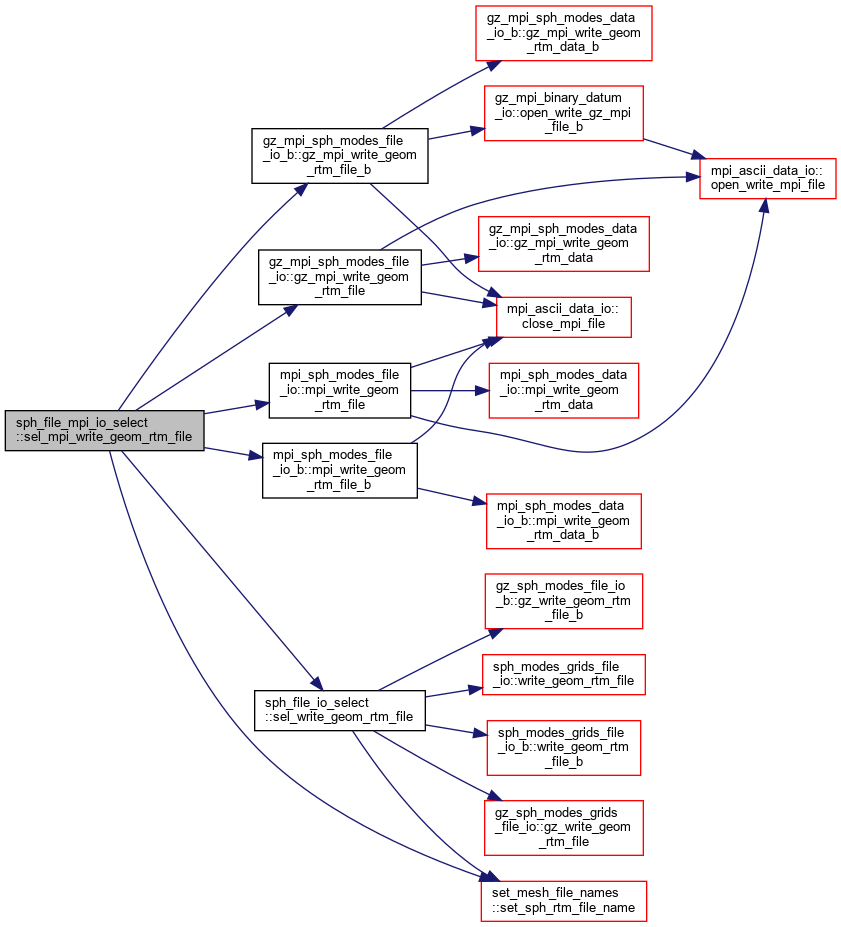 gz_mpi_sph_modes_data
_io_b::gz_mpi_write_geom
_rtm_data_b
gz_mpi_binary_datum
_io::open_write_gz_mpi
_file_b
gz_mpi_sph_modes_file
_io_b::gz_mpi_write_geom
_rtm_file_b
mpi_ascii_data_io::
open_write_mpi_file
gz_mpi_sph_modes_data
_io::gz_mpi_write_geom
_rtm_data
gz_mpi_sph_modes_file
_io::gz_mpi_write_geom
_rtm_file
mpi_ascii_data_io::
close_mpi_file
mpi_sph_modes_file
_io::mpi_write_geom
_rtm_file
mpi_sph_modes_data
_io::mpi_write_geom
_rtm_data
sph_file_mpi_io_select
::sel_mpi_write_geom_rtm_file
mpi_sph_modes_file
_io_b::mpi_write_geom
_rtm_file_b
mpi_sph_modes_data
_io_b::mpi_write_geom
_rtm_data_b
gz_sph_modes_file_io
_b::gz_write_geom_rtm
_file_b
sph_modes_grids_file
_io::write_geom_rtm_file
sph_file_io_select
::sel_write_geom_rtm_file
sph_modes_grids_file
_io_b::write_geom_rtm
_file_b
gz_sph_modes_grids
_file_io::gz_write_geom
_rtm_file
set_mesh_file_names
::set_sph_rtm_file_name